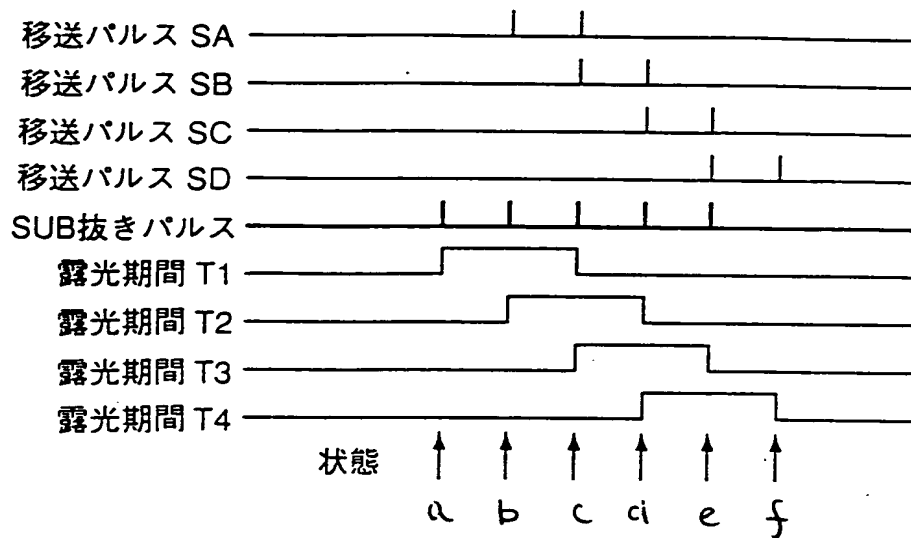 移送パルス SA
移送パルス SB
移送パルス SC
移送パルス SD
SUB抜きパルス
露光期間 T1
露光期間 T2
露光期間 T3
露光期間 T4
状態
a b c d e f